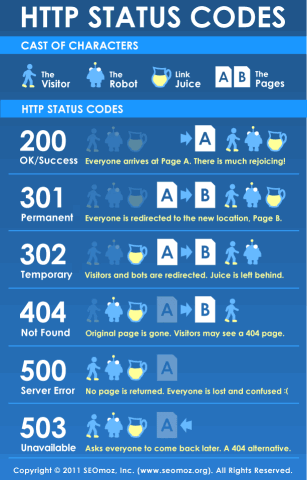 HTTP STATUS CODES
CAST OF CHARACTERS
The Visitor
The Robot
Link Juice
A B The Pages
HTTP STATUS CODES
200 A
OK/Success Everyone arrives at Page A. There is much rejoicing!
301 A B
Permanent Everyone is redirected to the new location, Page B.
302 A B
Temporary Visitors and bots are redirected. Juice is left behind.
404 A B
Not Found Original page is gone. Visitors may see a 404 page.
500 A
Server Error No page is returned. Everyone is lost and confused :(
503 A
Unavailable Asks everyone to come back later. A 404 alternative.
Copyright © 2011 SEOmoz, Inc. (www.seomoz.org). All Rights Reserved.